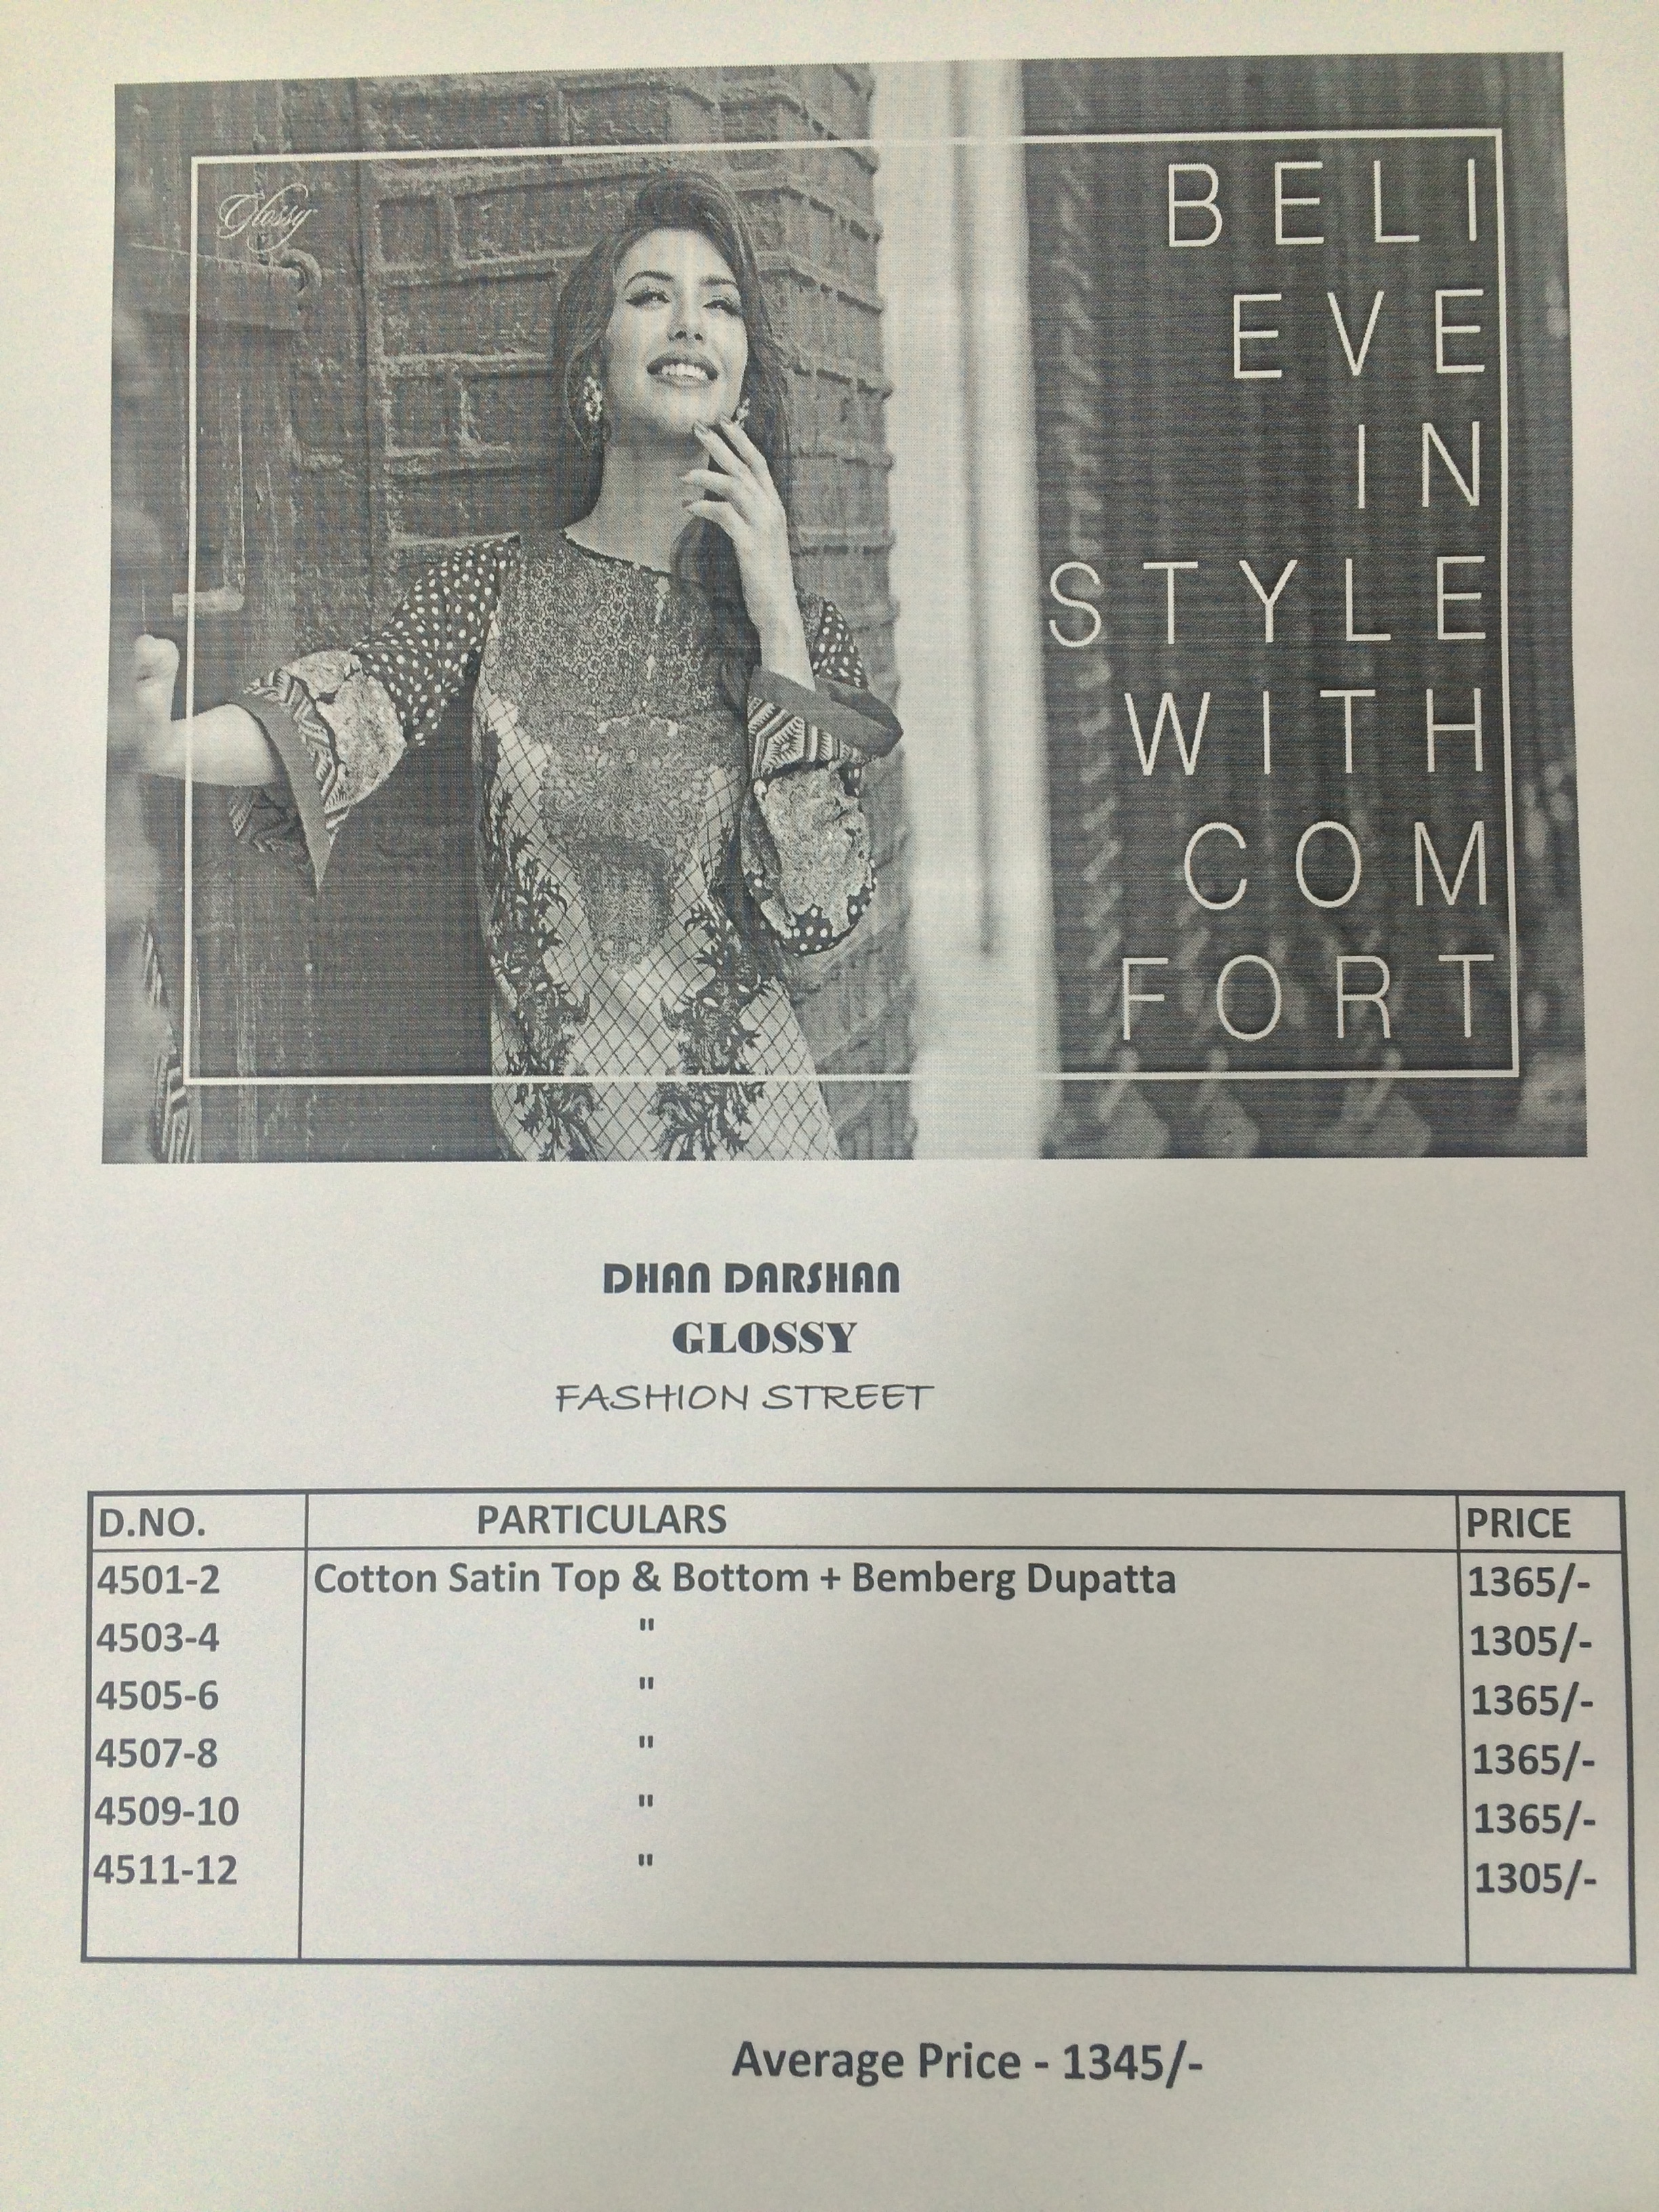 Glossy
BELI
EVE
IN
STYLE
WITH
COM
FORT
DHAN DARSHAN
GLOSSY
FASHION STREET
D.NO. PARTICULARS PRICE
4501-2 Cotton Satin Top & Bottom + Bemberg Dupatta 1365/-
4503-4 " 1305/-
4505-6 " 1365/-
4507-8 " 1365/-
4509-10 " 1365/-
4511-12 " 1305/-
Average Price - 1345/-